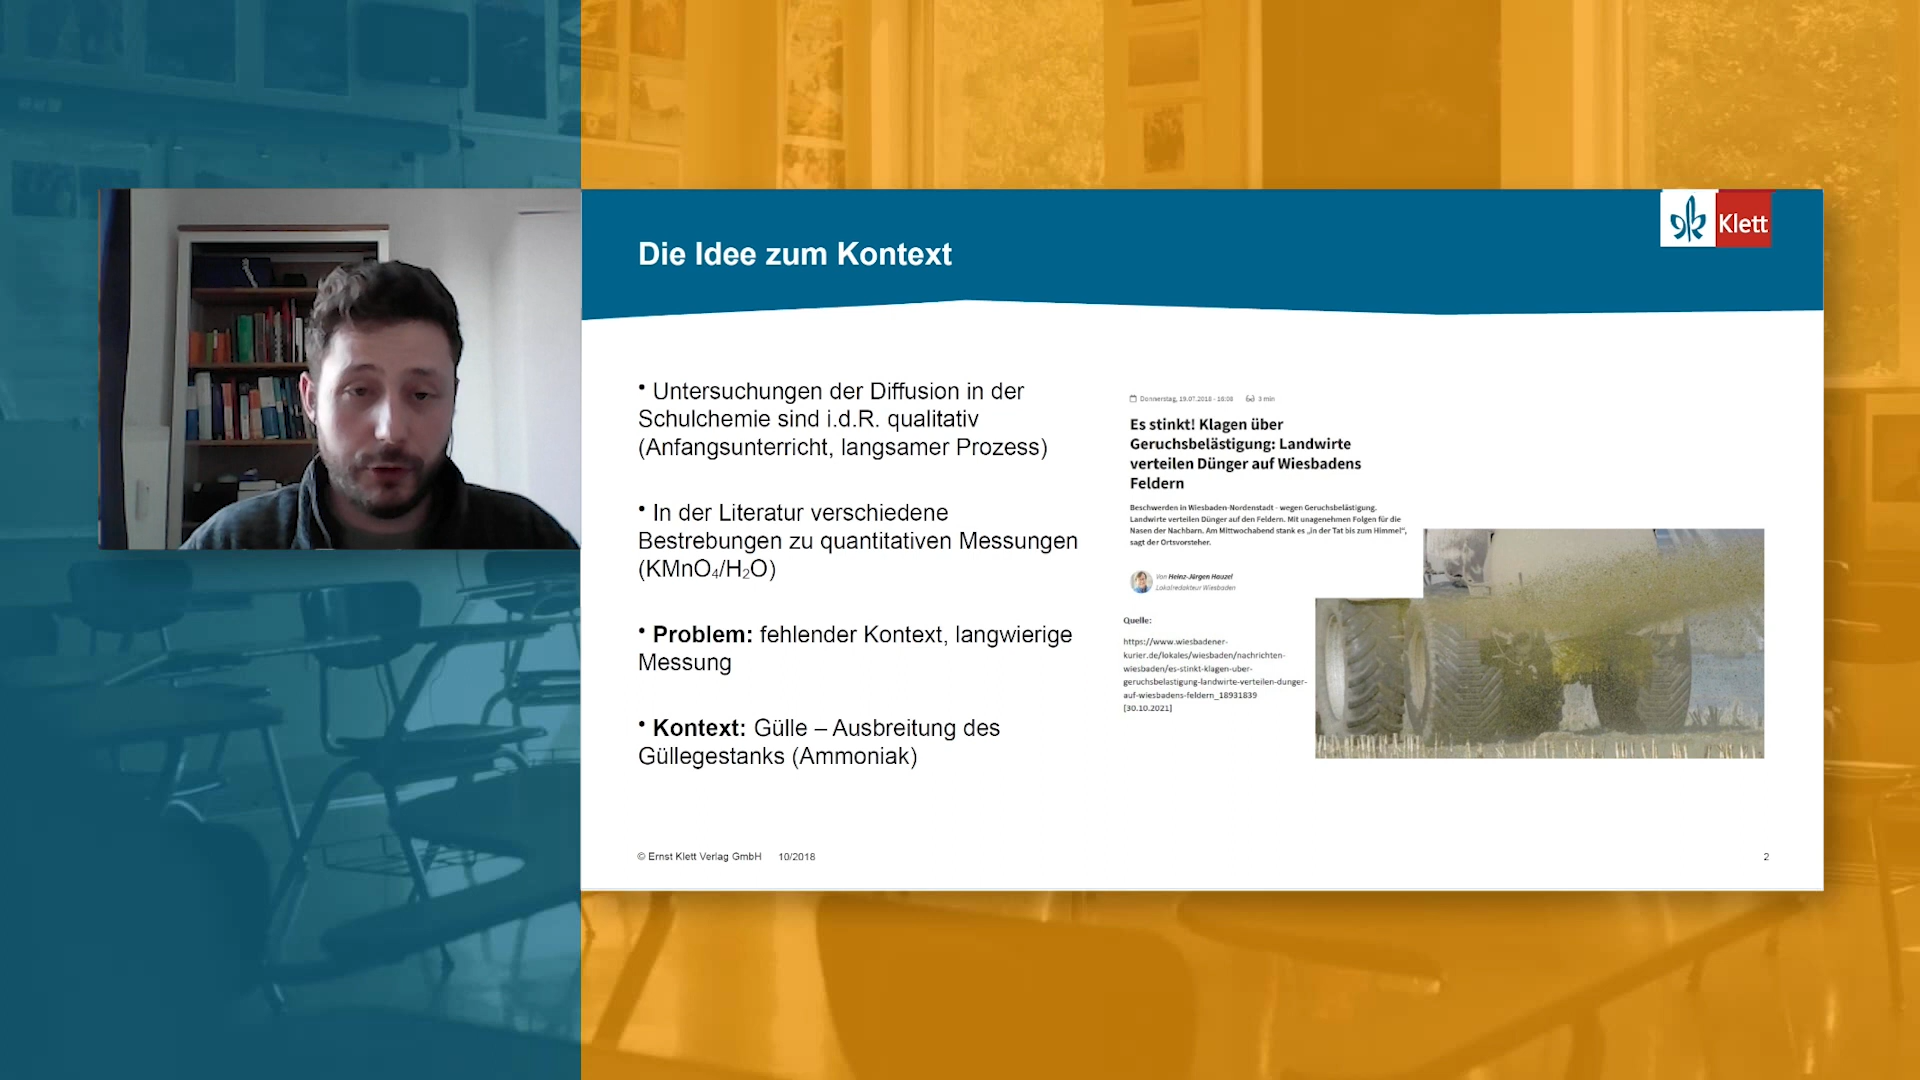 Klett
Die Idee zum Kontext
• Untersuchungen der Diffusion in der
Schulchemie sind i.d.R. qualitativ
(Anfangsunterricht, langsamer Prozess)
• In der Literatur verschiedene
Bestrebungen zu quantitativen Messungen
(KMnO₄/H₂O)
• Problem: fehlender Kontext, langwierige
Messung
• Kontext: Gülle – Ausbreitung des
Güllegestanks (Ammoniak)
Donnerstag, 19.07.2018 - 16:08 3 min
Es stinkt! Klagen über
Geruchsbelästigung: Landwirte
verteilen Dünger auf Wiesbadens
Feldern
Beschwerden in Wiesbaden-Nordenstadt - wegen Geruchsbelästigung.
Landwirte verteilen Dünger auf den Feldern. Mit unagenehmen Folgen für die
Nasen der Nachbarn. Am Mittwochabend stank es „in der Tat bis zum Himmel“,
sagt der Ortsvorsteher.
Von Heinz-Jürgen Hauzel
Lokalredakteur Wiesbaden
Quelle:
https://www.wiesbadener-
kurier.de/lokales/wiesbaden/nachrichten-
wiesbaden/es-stinkt-klagen-uber-
geruchsbelastigung-landwirte-verteilen-dunger-
auf-wiesbadens-feldern_18931839
[30.10.2021]
© Ernst Klett Verlag GmbH 10/2018
2